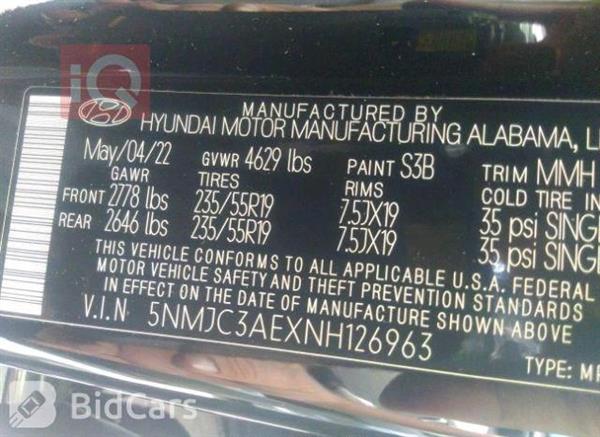 iQ
MANUFACTURED BY
HYUNDAI MOTOR MANUFACTURING ALABAMA,
May/04/22 GVWR 4629 lbs PAINT S3B TRIM MMH
GAWR TIRES RIMS COLD TIRE
FRONT 2778 lbs 235/55R19 7.5JX19 35 psi
REAR 2646 lbs 235/55R19 7.5JX19 35 psi
THIS VEHICLE CONFORMS TO ALL APPLICABLE U.S.A. FEDERAL
MOTOR VEHICLE SAFETY AND THEFT PREVENTION STANDARDS
IN EFFECT ON THE DATE OF MANUFACTURE SHOWN ABOVE
V.I.N 5NMJC3AEXNH126963
TYPE:
BidCars